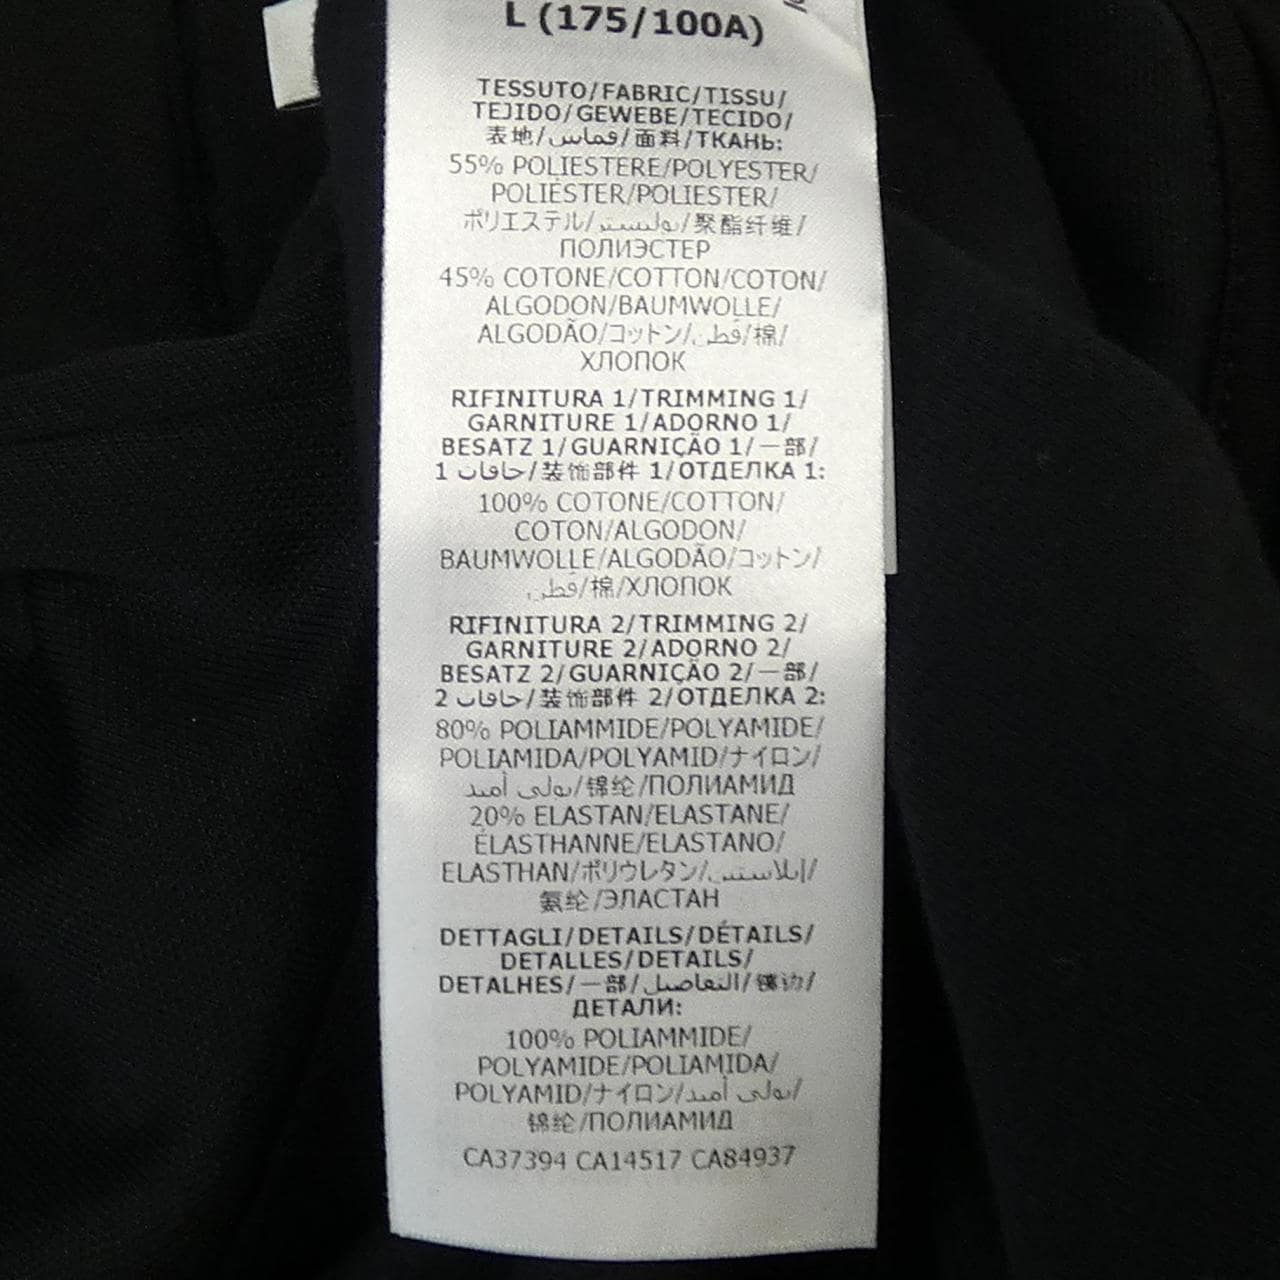 L (175/100A)
TESSUTO/FABRIC/TISSU/
TEJIDO/GEWEBE/TECIDO/
表地/قماس/面料/ТКАНЬ:
55% POLIESTERE/POLYESTER/
POLIÉSTER/POLIESTER/
ポリエステル/بوليستر/聚酯纤维/
ПОЛИЭСТЕР
45% COTONE/COTTON/COTON/
ALGODON/BAUMWOLLE/
ALGODÃO/コットン/قطن/棉/
ХЛОПОК
RIFINITURA 1/TRIMMING 1/
GARNITURE 1/ADORNO 1/
BESATZ 1/GUARNIÇÃO 1/一部/
1 حافات/装饰部件 1/ОТДЕЛКА 1:
100% COTONE/COTTON/
COTON/ALGODON/
BAUMWOLLE/ALGODÃO/コットン/
قطن/棉/ХЛОПОК
RIFINITURA 2/TRIMMING 2/
GARNITURE 2/ADORNO 2/
BESATZ 2/GUARNIÇÃO 2/一部/
2 حافات/装饰部件 2/ОТДЕЛКА 2:
80% POLIAMMIDE/POLYAMIDE/
POLIAMIDA/POLYAMID/ナイロン/
بولي أميد/锦纶/ПОЛИАМИД
20% ELASTAN/ELASTANE/
ÉLASTHANNE/ELASTANO/
ELASTHAN/ポリウレタン/إيلاستين/
氨纶/ЭЛАСТАН
DETTAGLI/DETAILS/DÉTAILS/
DETALLES/DETAILS/
DETALHES/一部/التفاصيل/镶边/
ДЕТАЛИ:
100% POLIAMMIDE/
POLYAMIDE/POLIAMIDA/
POLYAMID/ナイロン/بولي أميد/
锦纶/ПОЛИАМИД
CA37394 CA14517 CA84937